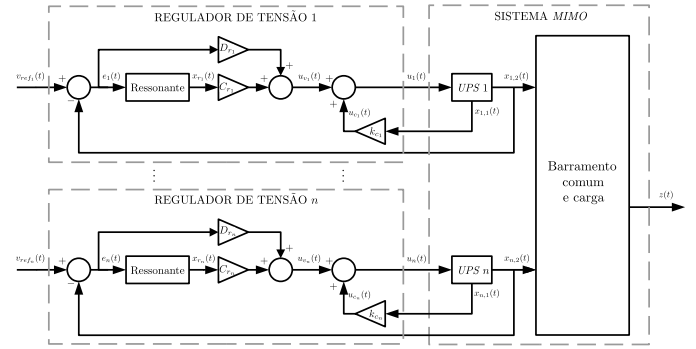 REGULADOR DE TENSÃO 1
SISTEMA MIMO
D_{r_1}
v_{ref_1}(t)
+
−
e_1(t)
Ressonante
x_{r_1}(t)
C_{r_1}
+
+
u_{v_1}(t)
+
+
u_1(t)
UPS 1
x_{1,2}(t)
x_{1,1}(t)
u_{c_1}(t)
k_{c_1}
⋮
⋮
Barramento
comum
e carga
z(t)
REGULADOR DE TENSÃO n
D_{r_n}
v_{ref_n}(t)
+
−
e_n(t)
Ressonante
x_{r_n}(t)
C_{r_n}
+
+
u_{v_n}(t)
+
+
u_n(t)
UPS n
x_{n,2}(t)
x_{n,1}(t)
u_{c_n}(t)
k_{c_n}